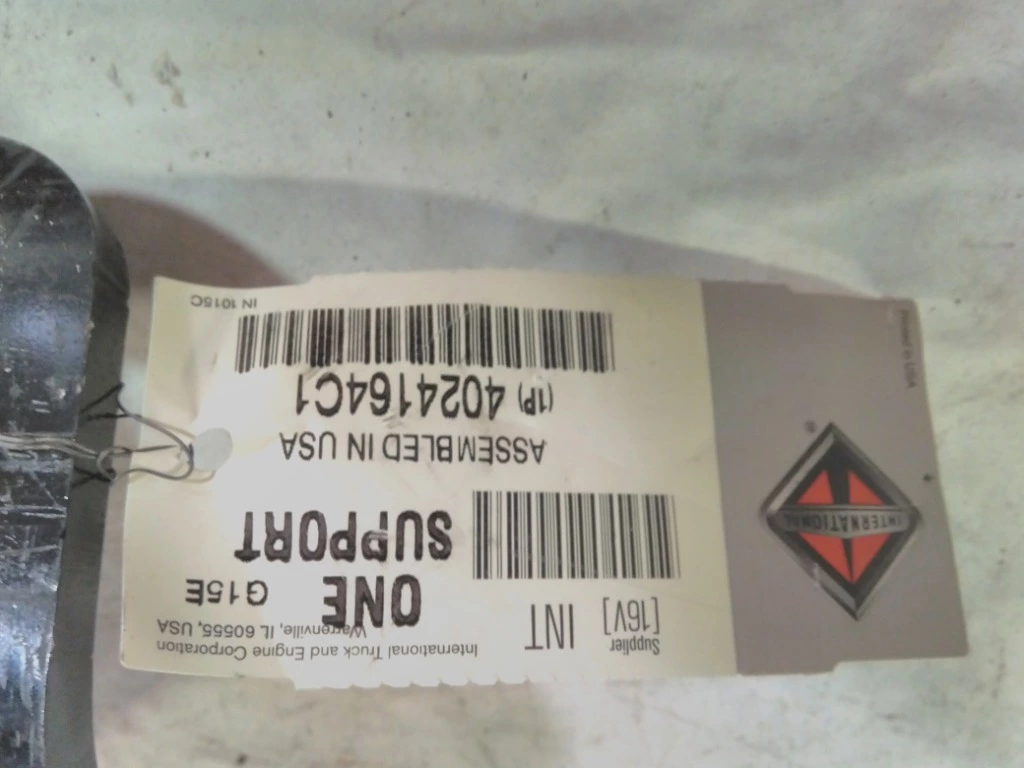 INTERNATIONAL
®
Printed in USA
International Truck and Engine Corporation
Warrenville, IL 60555, USA
Supplier
[16V]
INT
ONE
G15E
SUPPORT
ASSEMBLED IN USA
(1P) 4024164C1
IN 1015C